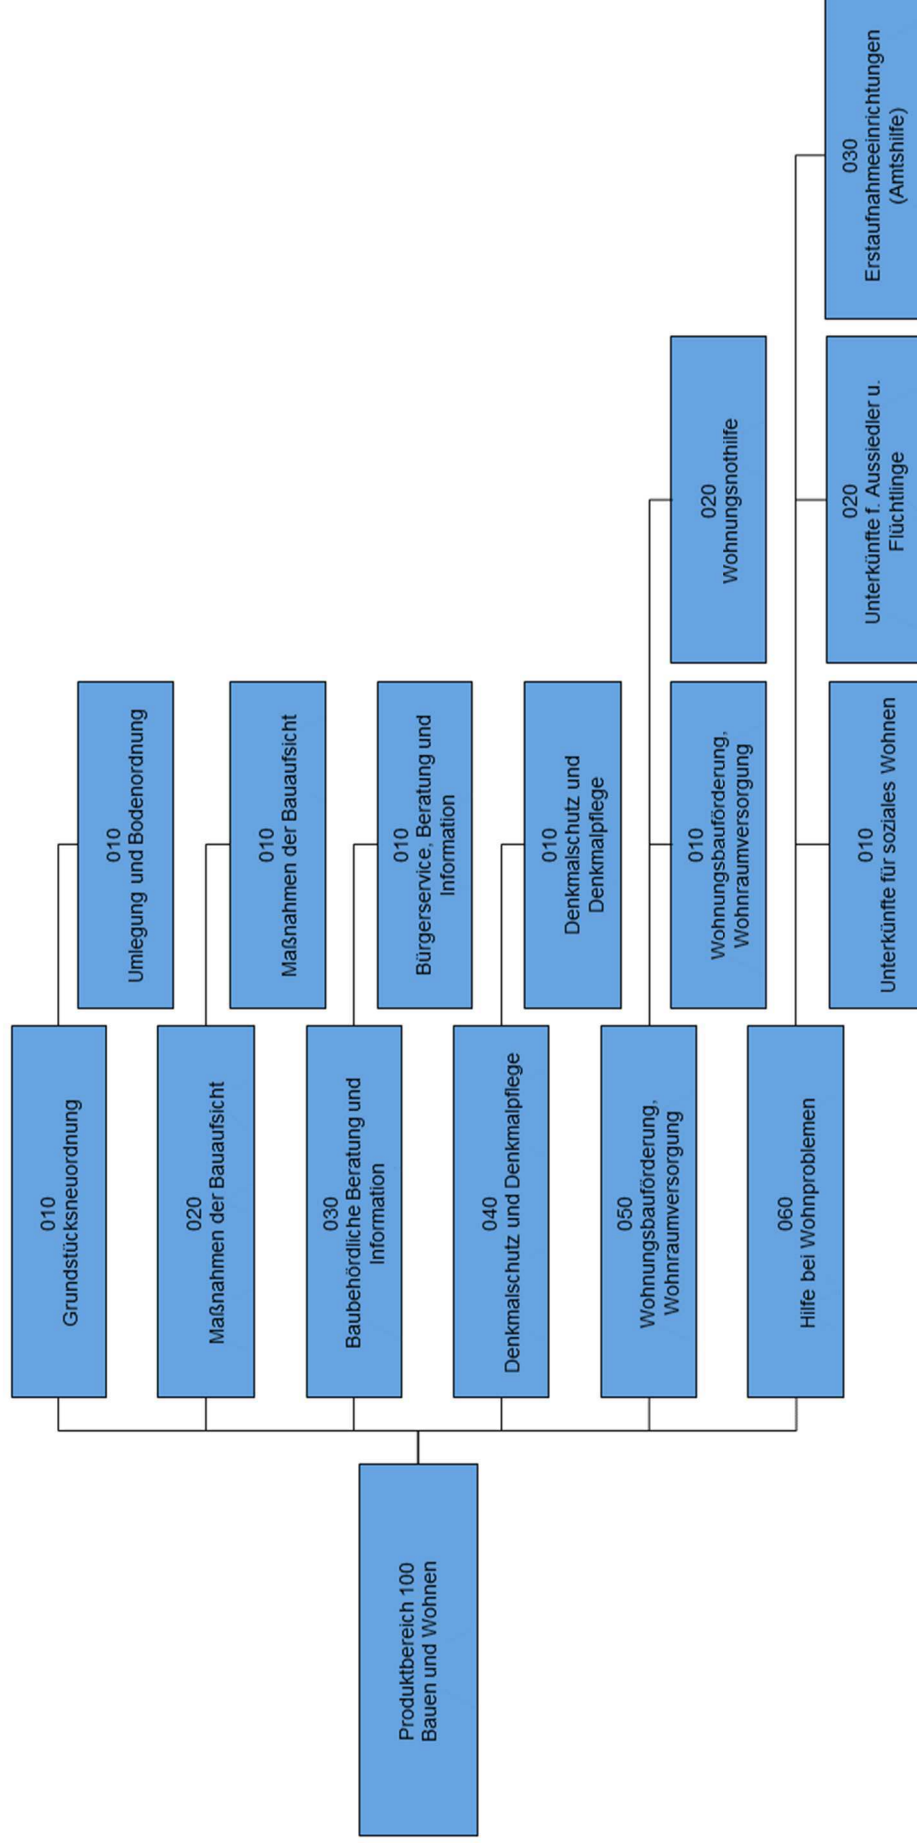 Produktbereich 100
Bauen und Wohnen
010
Grundstücksneuordnung
010
Umlegung und Bodenordnung
020
Maßnahmen der Bauaufsicht
010
Maßnahmen der Bauaufsicht
030
Baubehördliche Beratung und
Information
010
Bürgerservice, Beratung und
Information
040
Denkmalschutz und Denkmalpflege
010
Denkmalschutz und
Denkmalpflege
050
Wohnungsbauförderung,
Wohnraumversorgung
010
Wohnungsbauförderung,
Wohnraumversorgung
020
Wohnungsnothilfe
060
Hilfe bei Wohnproblemen
010
Unterkünfte für soziales Wohnen
020
Unterkünfte f. Aussiedler u.
Flüchtlinge
030
Erstaufnahmeeinrichtungen
(Amtshilfe)